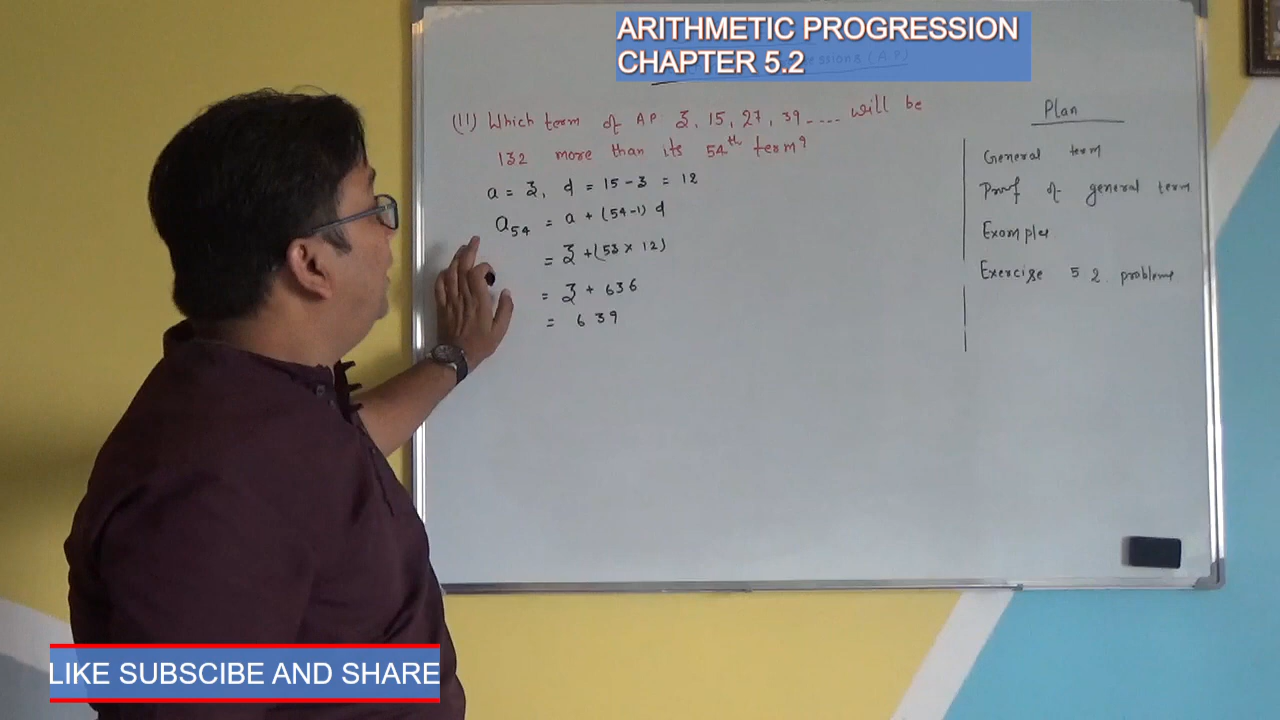 ARITHMETIC PROGRESSION
CHAPTER 5.2
(11) Which term of AP 3, 15, 27, 39 .... will be
132 more than its 54th term?
a = 3, d = 15 - 3 = 12
a54 = a + (54-1) d
= 3 + (53 x 12)
= 3 + 636
= 639
Plan
General term
Proof of general term
Examples
Exercise 5 2 problems
LIKE SUBSCIBE AND SHARE